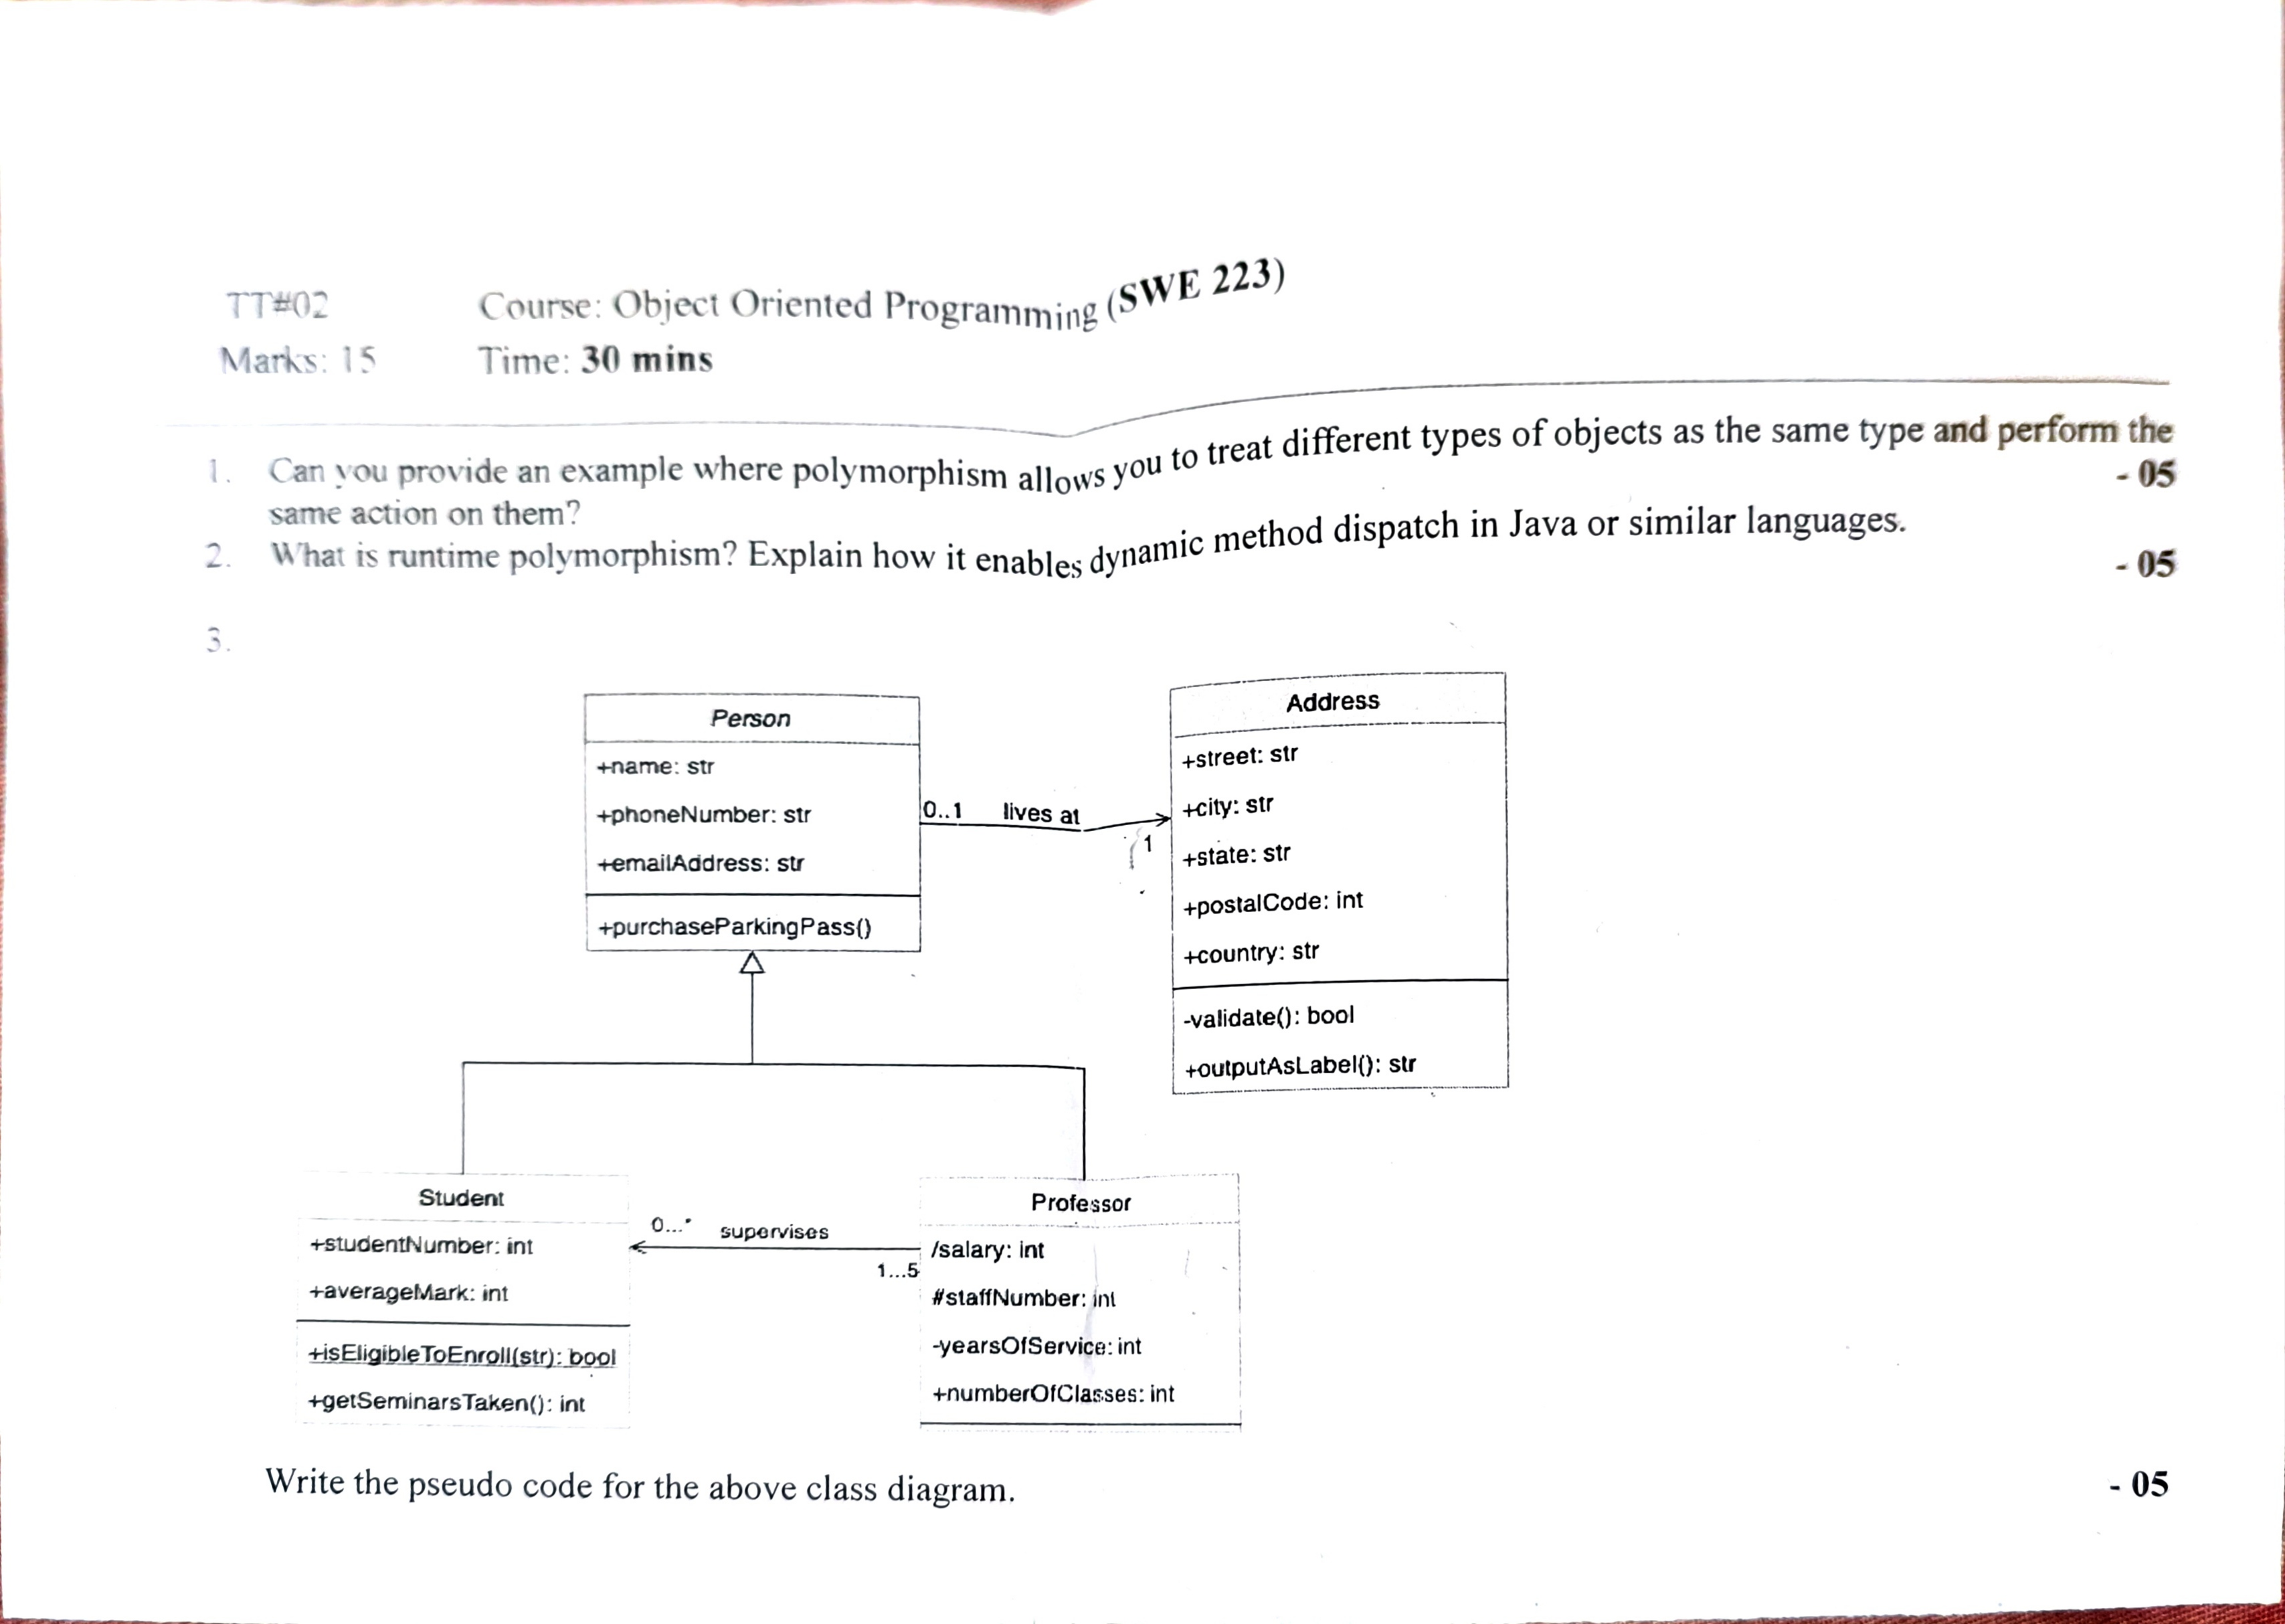 TT#02 Course: Object Oriented Programming (SWE 223)
Marks: 15 Time: 30 mins
1. Can you provide an example where polymorphism allows you to treat different types of objects as the same type and perform the
same action on them? - 05
2. What is runtime polymorphism? Explain how it enables dynamic method dispatch in Java or similar languages.
- 05
3.
Person
+name: str
+phoneNumber: str
+emailAddress: str
+purchaseParkingPass()
0..1 lives at
1
Address
+street: str
+city: str
+state: str
+postalCode: int
+country: str
-validate(): bool
+outputAsLabel(): str
Student
+studentNumber: int
+averageMark: int
+isEligibleToEnroll(str): bool
+getSeminarsTaken(): int
0...* supervises
1...5
Professor
/salary: int
#staffNumber: int
-yearsOfService: int
+numberOfClasses: int
Write the pseudo code for the above class diagram. - 05